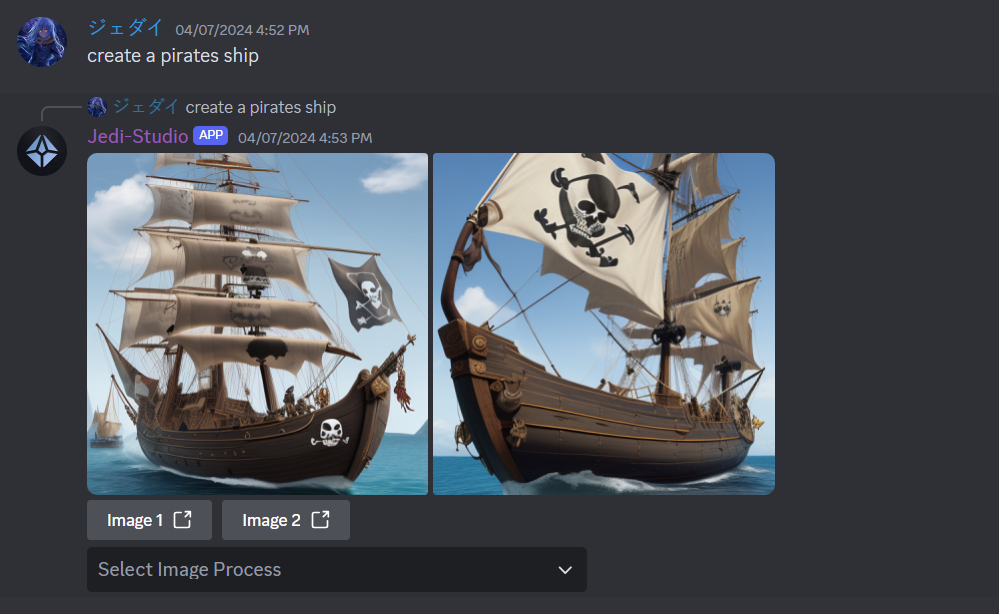 ジェダイ 04/07/2024 4:52 PM
create a pirates ship
ジェダイ create a pirates ship
Jedi-Studio APP 04/07/2024 4:53 PM
Image 1 Image 2
Select Image Process